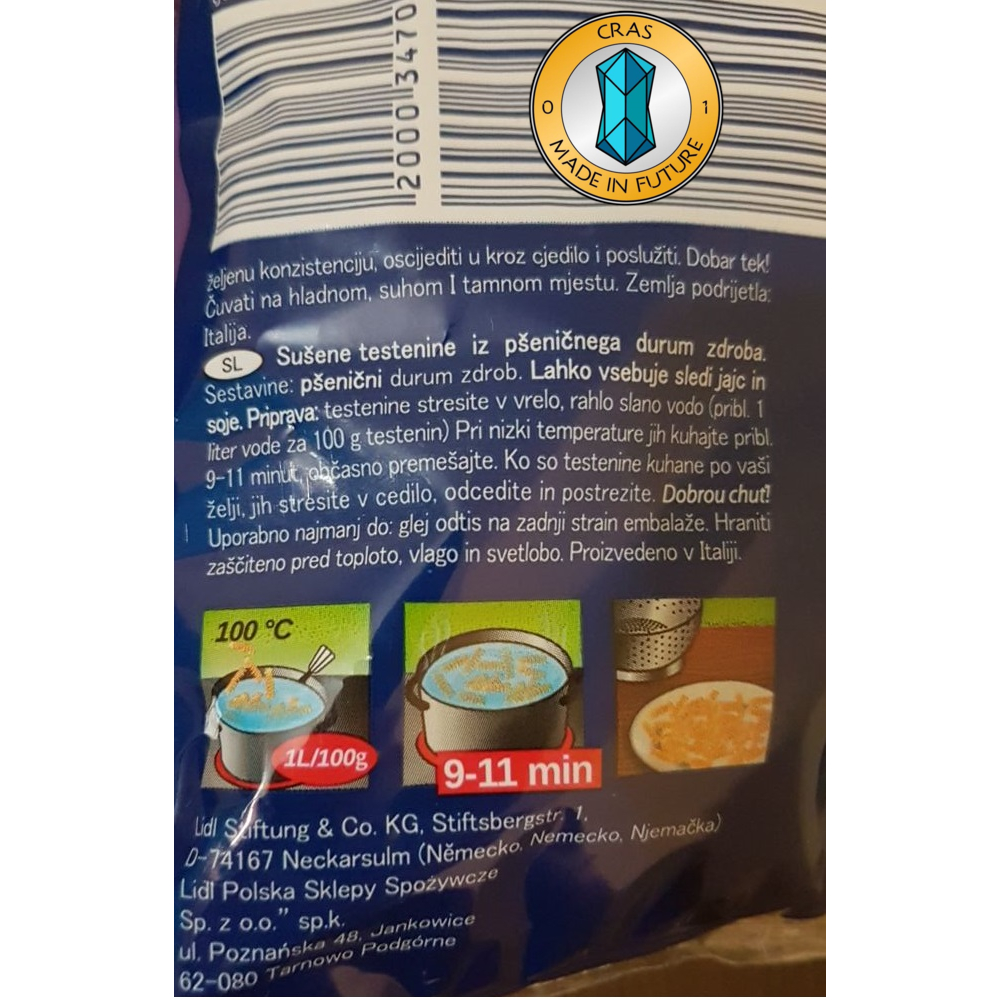 200013470
CRAS
0 1
MADE IN FUTURE
željenu konzistenciju, oscijediti u kroz cjedilo i poslužiti. Dobar tek!
Čuvati na hladnom, suhom I tamnom mjestu. Zemlja podrijetla:
Italija.
SL Sušene testenine iz pšeničnega durum zdroba.
Sestavine: pšenični durum zdrob. Lahko vsebuje sledi jajc in
soje. Priprava: testenine stresite v vrelo, rahlo slano vodo (pribl. 1
liter vode za 100 g testenin) Pri nizki temperature jih kuhajte pribl.
9-11 minut, občasno premešajte. Ko so testenine kuhane po vaši
želji, jih stresite v cedilo, odcedite in postrezite. Dobrou chuť!
Uporabno najmanj do: glej odtis na zadnji strain embalaže. Hraniti
zaščiteno pred toploto, vlago in svetlobo. Proizvedeno v Italiji.
100 °C
1L/100g
9-11 min
Lidl Stiftung & Co. KG, Stiftsbergstr. 1,
D-74167 Neckarsulm (Německo, Nemecko, Njemačka)
Lidl Polska Sklepy Spożywcze
Sp. z o.o." sp.k.
ul. Poznańska 48, Jankowice
62-080 Tarnowo Podgórne